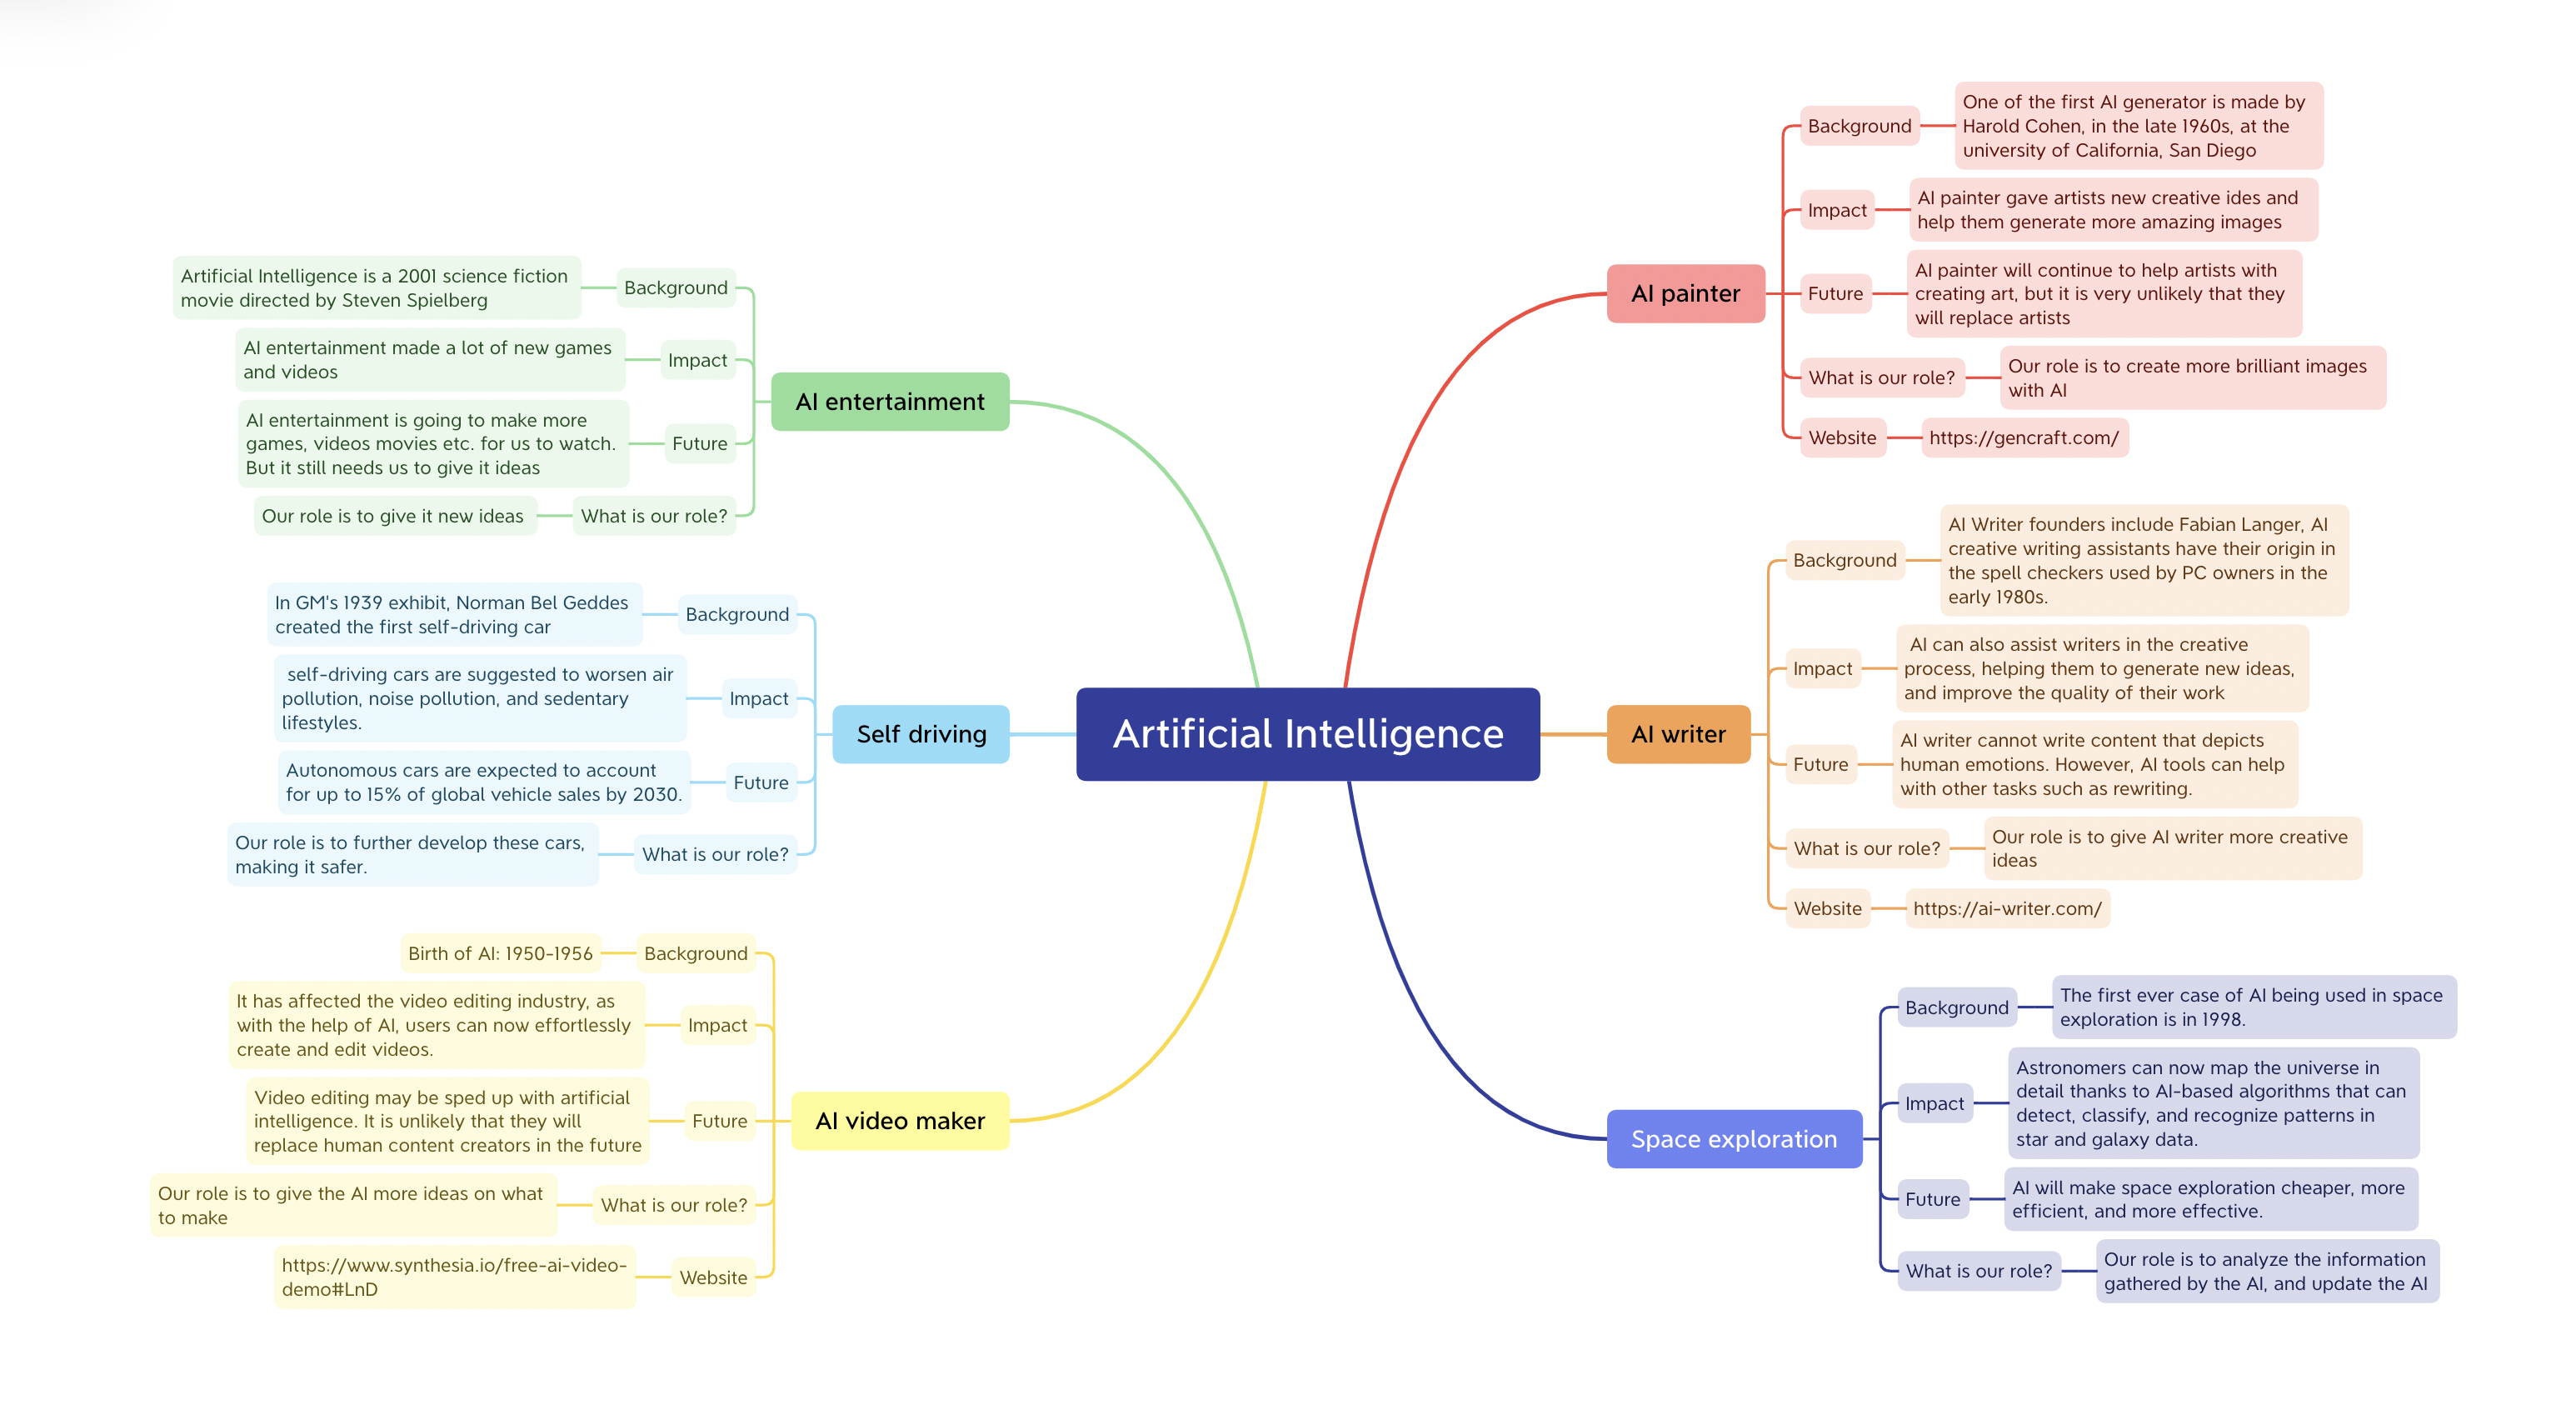 Artificial Intelligence
AI painter
Background
One of the first AI generator is made by
Harold Cohen, in the late 1960s, at the
university of California, San Diego
Impact
AI painter gave artists new creative ides and
help them generate more amazing images
Future
AI painter will continue to help artists with
creating art, but it is very unlikely that they
will replace artists
What is our role?
Our role is to create more brilliant images
with AI
Website
https://gencraft.com/
AI writer
Background
AI Writer founders include Fabian Langer, AI
creative writing assistants have their origin in
the spell checkers used by PC owners in the
early 1980s.
Impact
AI can also assist writers in the creative
process, helping them to generate new ideas,
and improve the quality of their work
Future
AI writer cannot write content that depicts
human emotions. However, AI tools can help
with other tasks such as rewriting.
What is our role?
Our role is to give AI writer more creative
ideas
Website
https://ai-writer.com/
Space exploration
Background
The first ever case of AI being used in space
exploration is in 1998.
Impact
Astronomers can now map the universe in
detail thanks to AI-based algorithms that can
detect, classify, and recognize patterns in
star and galaxy data.
Future
AI will make space exploration cheaper, more
efficient, and more effective.
What is our role?
Our role is to analyze the information
gathered by the AI, and update the AI
AI entertainment
Background
Artificial Intelligence is a 2001 science fiction
movie directed by Steven Spielberg
Impact
AI entertainment made a lot of new games
and videos
Future
AI entertainment is going to make more
games, videos movies etc. for us to watch.
But it still needs us to give it ideas
What is our role?
Our role is to give it new ideas
Self driving
Background
In GM's 1939 exhibit, Norman Bel Geddes
created the first self-driving car
Impact
self-driving cars are suggested to worsen air
pollution, noise pollution, and sedentary
lifestyles.
Future
Autonomous cars are expected to account
for up to 15% of global vehicle sales by 2030.
What is our role?
Our role is to further develop these cars,
making it safer.
AI video maker
Background
Birth of AI: 1950-1956
Impact
It has affected the video editing industry, as
with the help of AI, users can now effortlessly
create and edit videos.
Future
Video editing may be sped up with artificial
intelligence. It is unlikely that they will
replace human content creators in the future
What is our role?
Our role is to give the AI more ideas on what
to make
Website
https://www.synthesia.io/free-ai-video-
demo#LnD